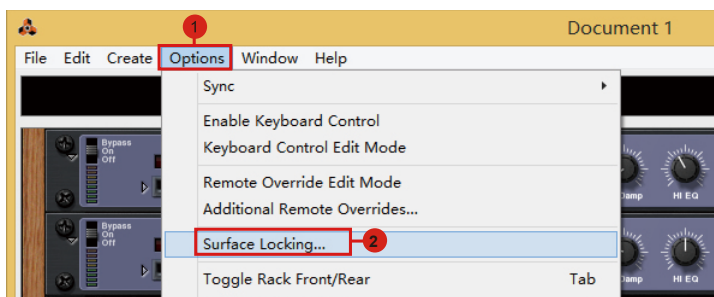 1
Document 1
File Edit Create Options Window Help
Sync
Enable Keyboard Control
Keyboard Control Edit Mode
Remote Override Edit Mode
Additional Remote Overrides...
Surface Locking... 2
Toggle Rack Front/Rear Tab
Bypass
On
Off
Damp HI EQ
Bypass
On
Off
Damp HI EQ